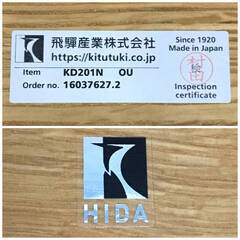 飛騨産業株式会社
https://kitutuki.co.jp
Since 1920
Made in Japan
Item KD201N OU
Order no. 16037627.2
Inspection
certificate
HIDA